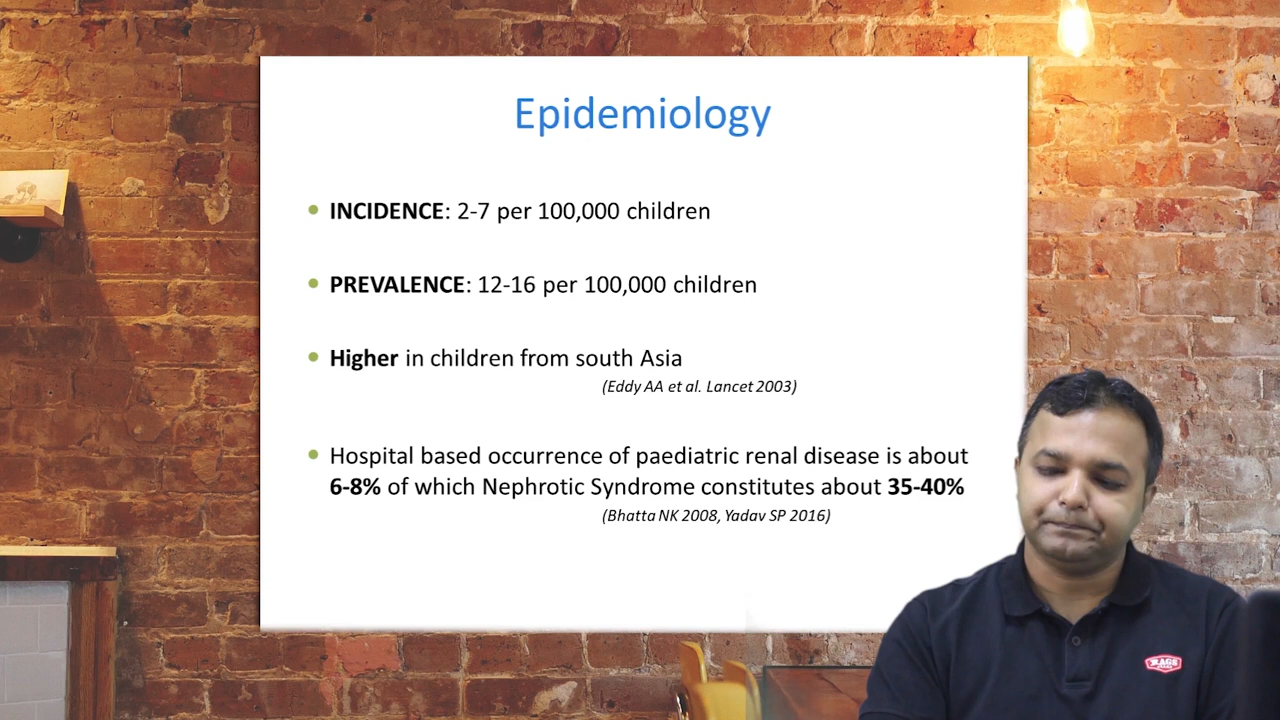 Epidemiology
INCIDENCE: 2-7 per 100,000 children
PREVALENCE: 12-16 per 100,000 children
Higher in children from south Asia
(Eddy AA et al. Lancet 2003)
Hospital based occurrence of paediatric renal disease is about
6-8% of which Nephrotic Syndrome constitutes about 35-40%
(Bhatta NK 2008, Yadav SP 2016)
RAGS